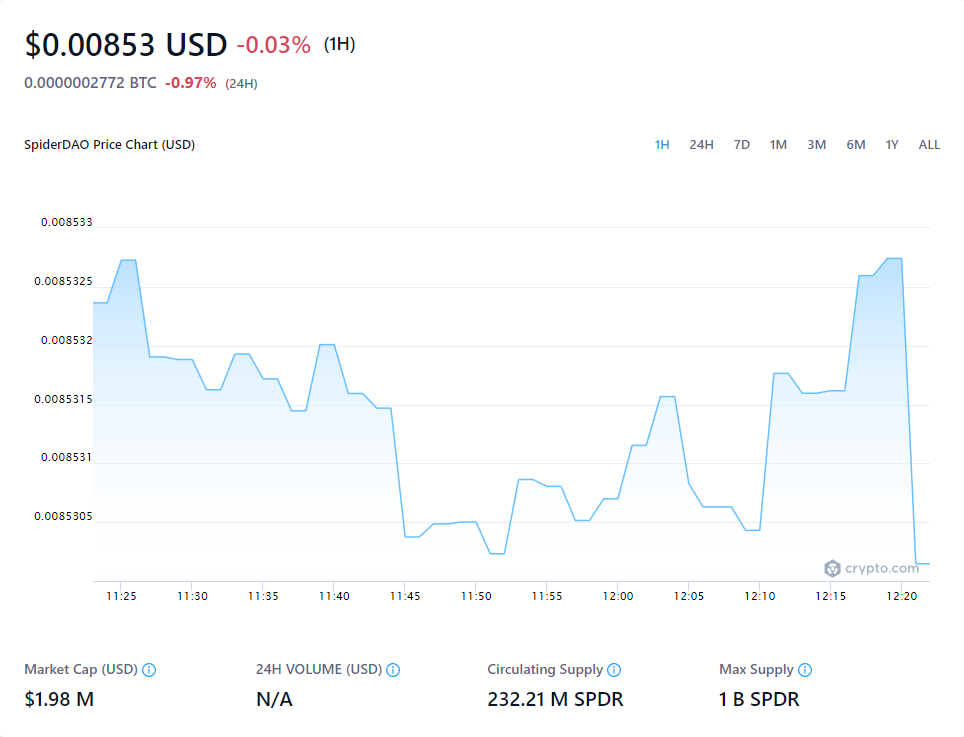 $0.00853 USD -0.03% (1H)
0.0000002772 BTC -0.97% (24H)
SpiderDAO Price Chart (USD) 1H 24H 7D 1M 3M 6M 1Y ALL
0.008533
0.0085325
0.008532
0.0085315
0.008531
0.0085305
crypto.com
11:25 11:30 11:35 11:40 11:45 11:50 11:55 12:00 12:05 12:10 12:15 12:20
Market Cap (USD) 24H VOLUME (USD) Circulating Supply Max Supply
$1.98 M N/A 232.21 M SPDR 1 B SPDR